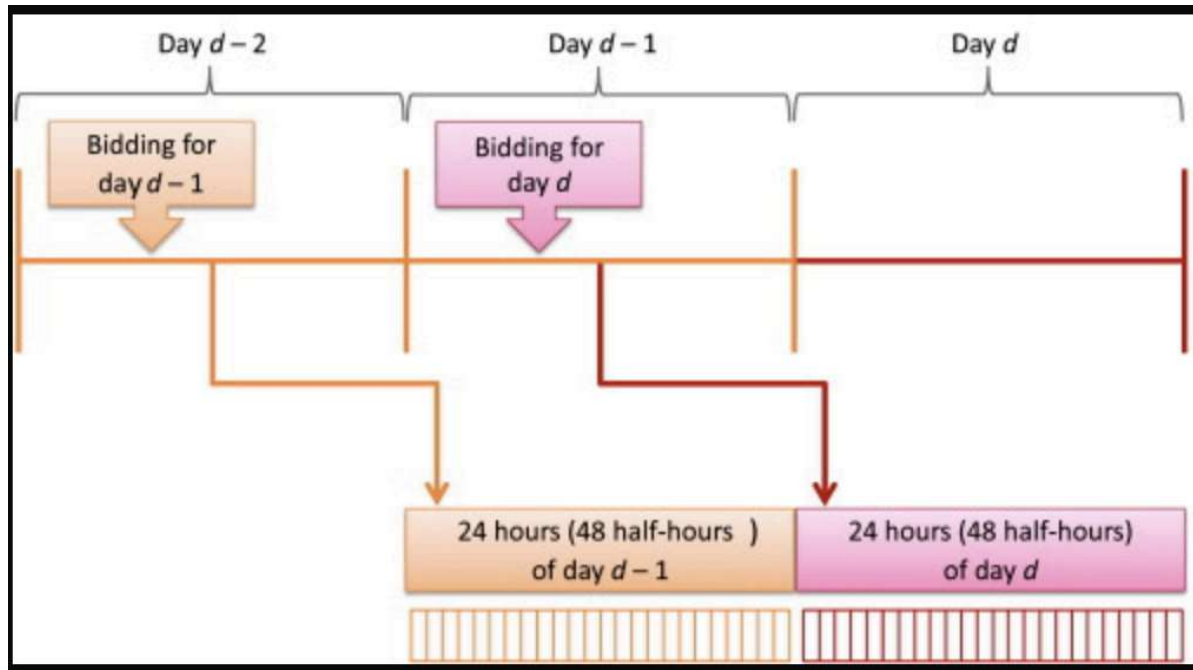 Day d – 2
Day d – 1
Day d
Bidding for
day d – 1
Bidding for
day d
24 hours (48 half-hours )
of day d – 1
24 hours (48 half-hours)
of day d